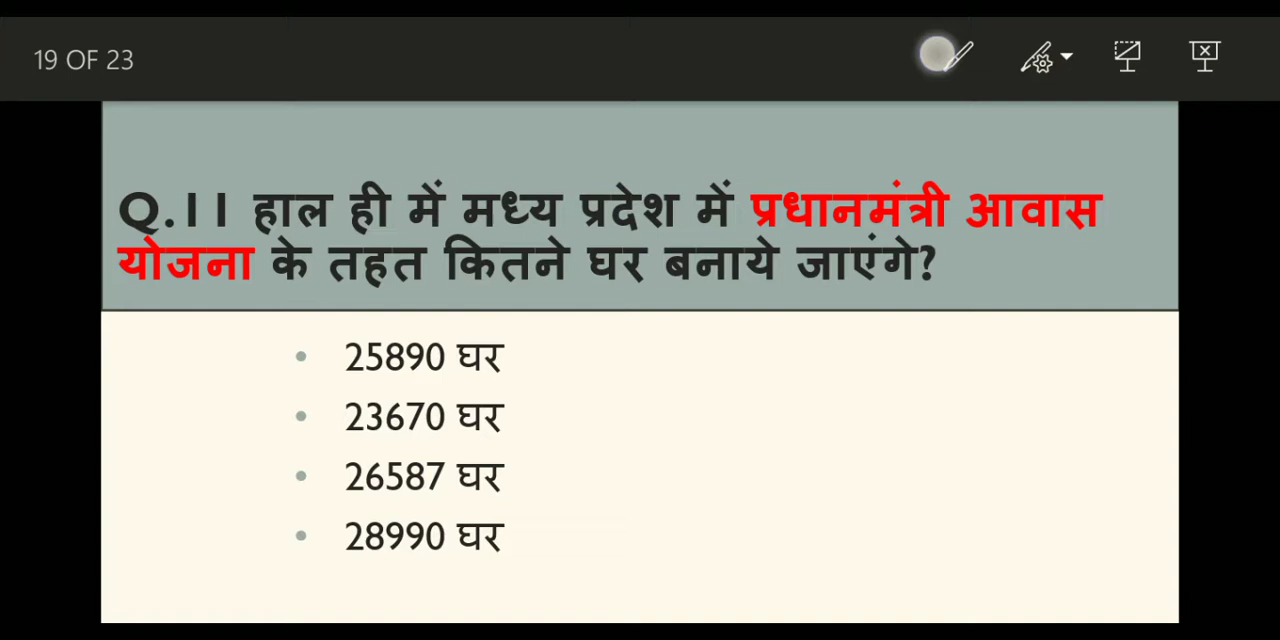 19 OF 23
Q.11 हाल ही में मध्य प्रदेश में प्रधानमंत्री आवास
योजना के तहत कितने घर बनाये जाएंगे?
• 25890 घर
• 23670 घर
• 26587 घर
• 28990 घर